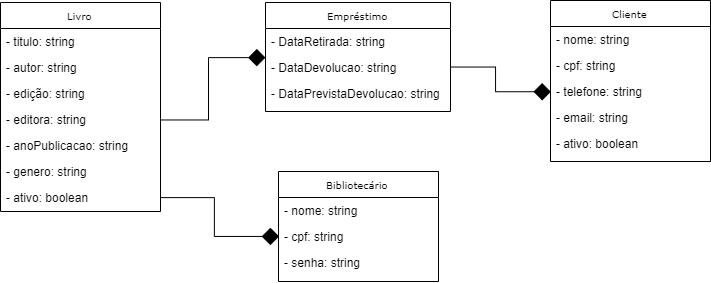 Livro
- titulo: string
- autor: string
- edição: string
- editora: string
- anoPublicacao: string
- genero: string
- ativo: boolean
Empréstimo
- DataRetirada: string
- DataDevolucao: string
- DataPrevistaDevolucao: string
Cliente
- nome: string
- cpf: string
- telefone: string
- email: string
- ativo: boolean
Bibliotecário
- nome: string
- cpf: string
- senha: string